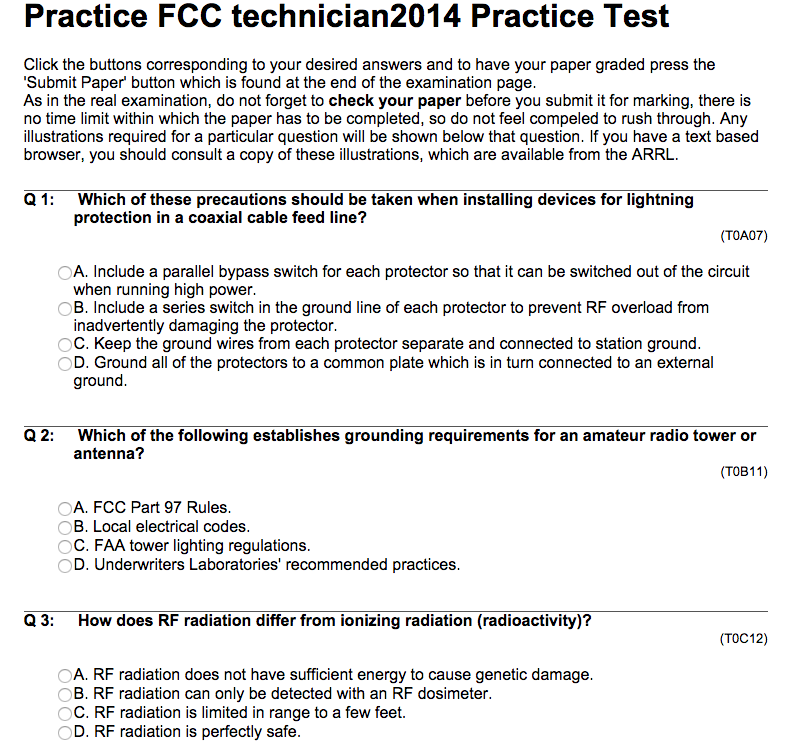 Practice FCC technician2014 Practice Test
Click the buttons corresponding to your desired answers and to have your paper graded press the
'Submit Paper' button which is found at the end of the examination page.
As in the real examination, do not forget to check your paper before you submit it for marking, there is
no time limit within which the paper has to be completed, so do not feel compeled to rush through. Any
illustrations required for a particular question will be shown below that question. If you have a text based
browser, you should consult a copy of these illustrations, which are available from the ARRL.
Q 1: Which of these precautions should be taken when installing devices for lightning
protection in a coaxial cable feed line?
(T0A07)
A. Include a parallel bypass switch for each protector so that it can be switched out of the circuit
when running high power.
B. Include a series switch in the ground line of each protector to prevent RF overload from
inadvertently damaging the protector.
C. Keep the ground wires from each protector separate and connected to station ground.
D. Ground all of the protectors to a common plate which is in turn connected to an external
ground.
Q 2: Which of the following establishes grounding requirements for an amateur radio tower or
antenna?
(T0B11)
A. FCC Part 97 Rules.
B. Local electrical codes.
C. FAA tower lighting regulations.
D. Underwriters Laboratories' recommended practices.
Q 3: How does RF radiation differ from ionizing radiation (radioactivity)?
(T0C12)
A. RF radiation does not have sufficient energy to cause genetic damage.
B. RF radiation can only be detected with an RF dosimeter.
C. RF radiation is limited in range to a few feet.
D. RF radiation is perfectly safe.